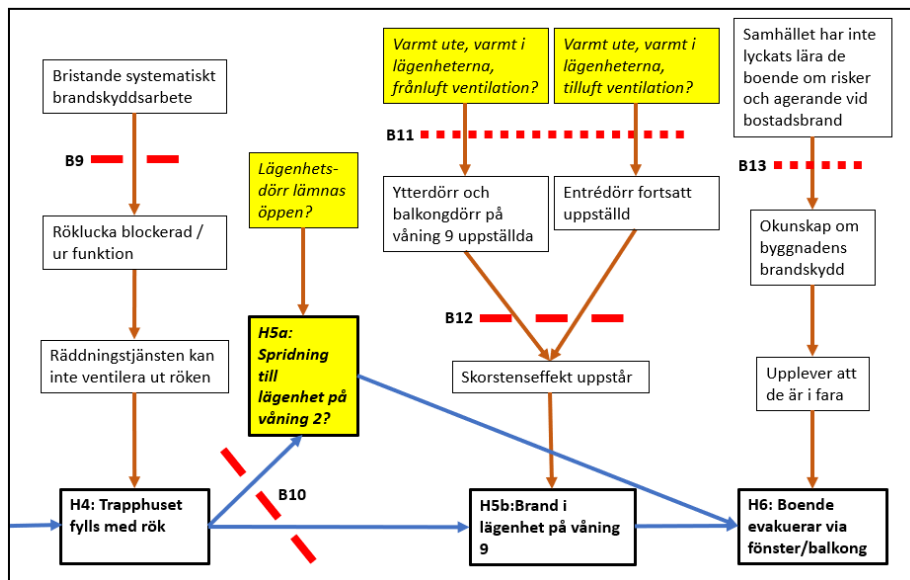 Bristande systematiskt
brandskyddsarbete
B9
Röklucka blockerad /
ur funktion
Räddningstjänsten kan
inte ventilera ut röken
H4: Trapphuset
fylls med rök
Lägenhets-
dörr lämnas
öppen?
H5a:
Spridning
till
lägenhet på
våning 2?
B10
Varmt ute, varmt i
lägenheterna,
frånluft ventilation?
Varmt ute, varmt i
lägenheterna,
tilluft ventilation?
B11
Ytterdörr och
balkongdörr på
våning 9 uppställda
Entrédörr fortsatt
uppställd
B12
Skorstenseffekt uppstår
H5b:Brand i
lägenhet på våning
9
Samhället har inte
lyckats lära de
boende om risker
och agerande vid
bostadsbrand
B13
Okunskap om
byggnadens
brandskydd
Upplever att
de är i fara
H6: Boende
evakuerar via
fönster/balkong